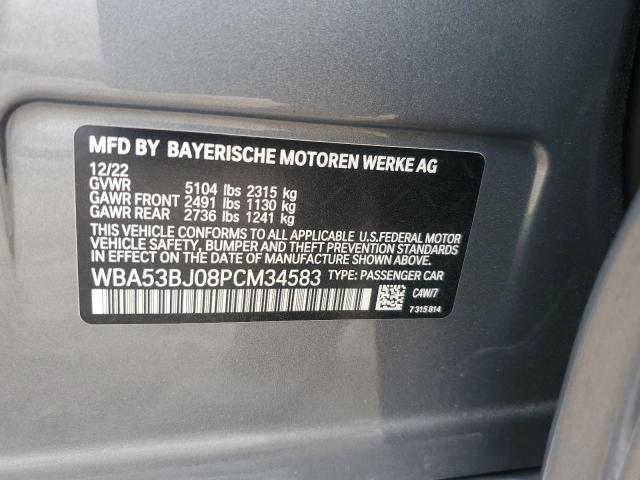 MFD BY BAYERISCHE MOTOREN WERKE AG
12/22
GVWR 5104 lbs 2315 kg
GAWR FRONT 2491 lbs 1130 kg
GAWR REAR 2736 lbs 1241 kg
THIS VEHICLE CONFORMS TO ALL APPLICABLE U.S.FEDERAL MOTOR
VEHICLE SAFETY, BUMPER AND THEFT PREVENTION STANDARDS
IN EFFECT ON THE DATE OF MANUFACTURE SHOWN ABOVE.
WBA53BJ08PCM34583 TYPE: PASSENGER CAR
C4W/7
7 315 814